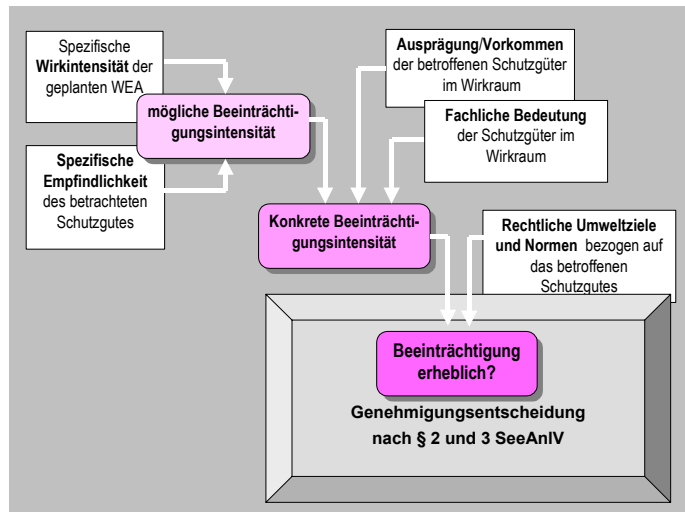 Spezifische
Wirkintensität der
geplanten WEA
Ausprägung/Vorkommen
der betroffenen Schutzgüter
im Wirkraum
mögliche Beeinträchti-
gungsintensität
Fachliche Bedeutung
der Schutzgüter im
Wirkraum
Spezifische
Empfindlichkeit
des betrachteten
Schutzgutes
Konkrete Beeinträchti-
gungsintensität
Rechtliche Umweltziele
und Normen bezogen auf
das betroffenen
Schutzgutes
Beeinträchtigung
erheblich?
Genehmigungsentscheidung
nach § 2 und 3 SeeAnlV